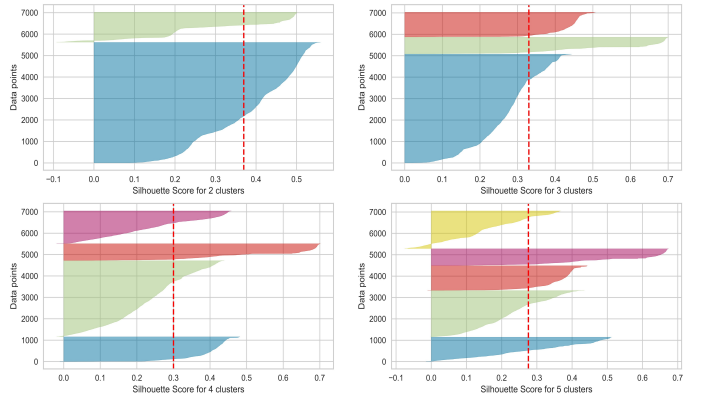 7000
6000
5000
4000
3000
2000
1000
0
Data points
−0.1 0.0 0.1 0.2 0.3 0.4 0.5
Silhouette Score for 2 clusters
7000
6000
5000
4000
3000
2000
1000
0
Data points
0.0 0.1 0.2 0.3 0.4 0.5 0.6 0.7
Silhouette Score for 3 clusters
7000
6000
5000
4000
3000
2000
1000
0
Data points
0.0 0.1 0.2 0.3 0.4 0.5 0.6 0.7
Silhouette Score for 4 clusters
7000
6000
5000
4000
3000
2000
1000
0
Data points
−0.1 0.0 0.1 0.2 0.3 0.4 0.5 0.6 0.7
Silhouette Score for 5 clusters